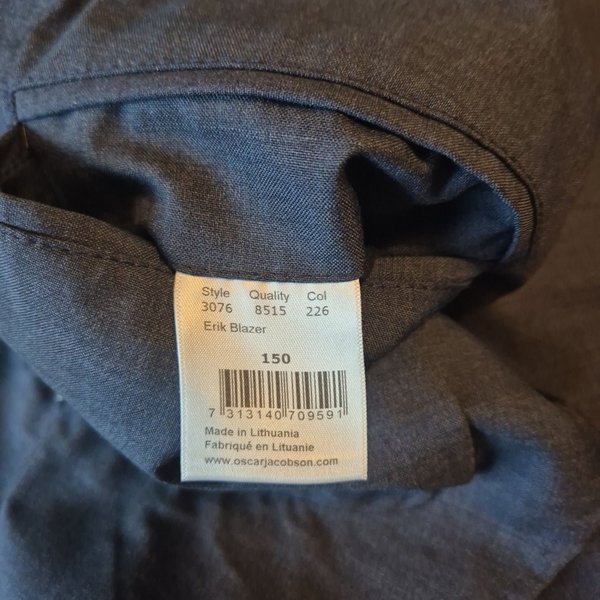 Style Quality Col
3076 8515 226
Erik Blazer
150
7 313140 709591
Made in Lithuania
Fabriqué en Lituanie
www.oscarjacobson.com